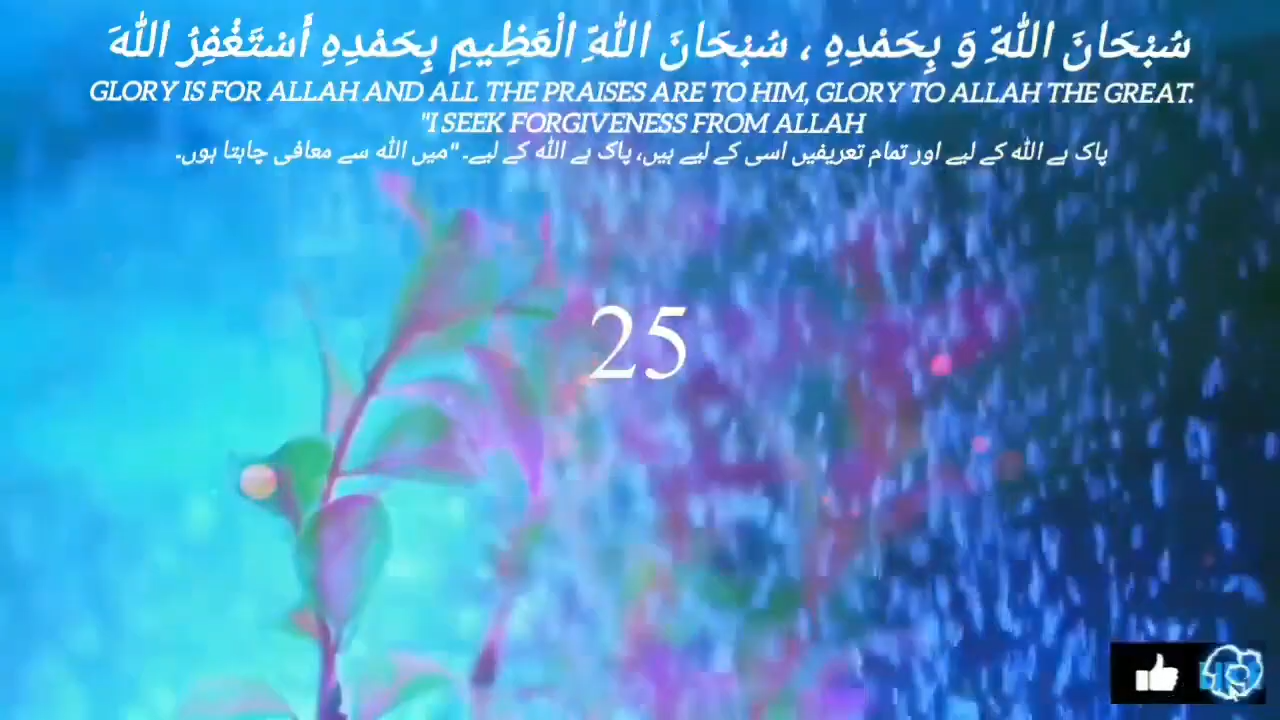 سُبْحَانَ اللّٰهِّ وَ بِحَمْدِهِ ، سُبْحَانَ اللّٰهِّ الْعَظِيمِ بِحَمْدِهِ أَسْتَغْفِرُ اللّٰهَ
GLORY IS FOR ALLAH AND ALL THE PRAISES ARE TO HIM, GLORY TO ALLAH THE GREAT.
"I SEEK FORGIVENESS FROM ALLAH
پاک ہے اللہ کے لیے اور تمام تعریفیں اسی کے لیے ہیں، پاک ہے اللہ کے لیے۔ "میں اللہ سے معافی چاہتا ہوں۔
25